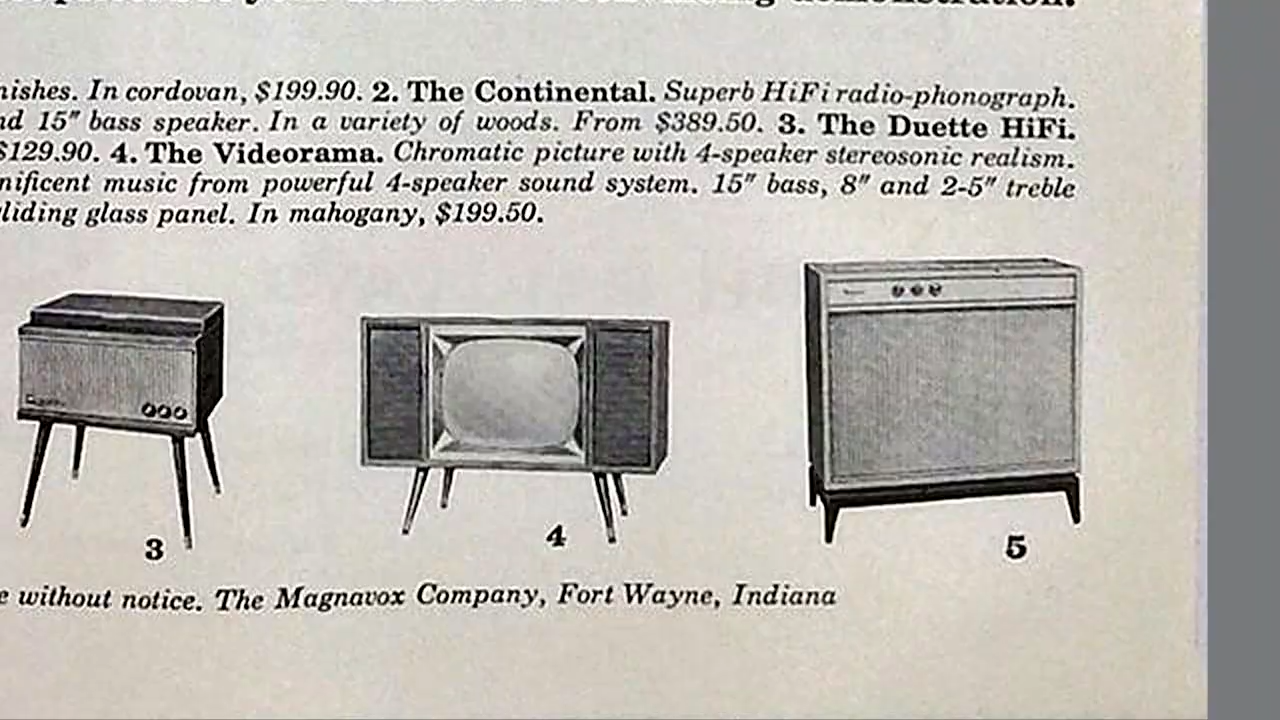 demonstration.
nishes. In cordovan, $199.90. 2. The Continental. Superb HiFi radio-phonograph.
nd 15" bass speaker. In a variety of woods. From $389.50. 3. The Duette HiFi.
$129.90. 4. The Videorama. Chromatic picture with 4-speaker stereosonic realism.
nificent music from powerful 4-speaker sound system. 15" bass, 8" and 2-5" treble
liding glass panel. In mahogany, $199.50.
3
4
5
e without notice. The Magnavox Company, Fort Wayne, Indiana